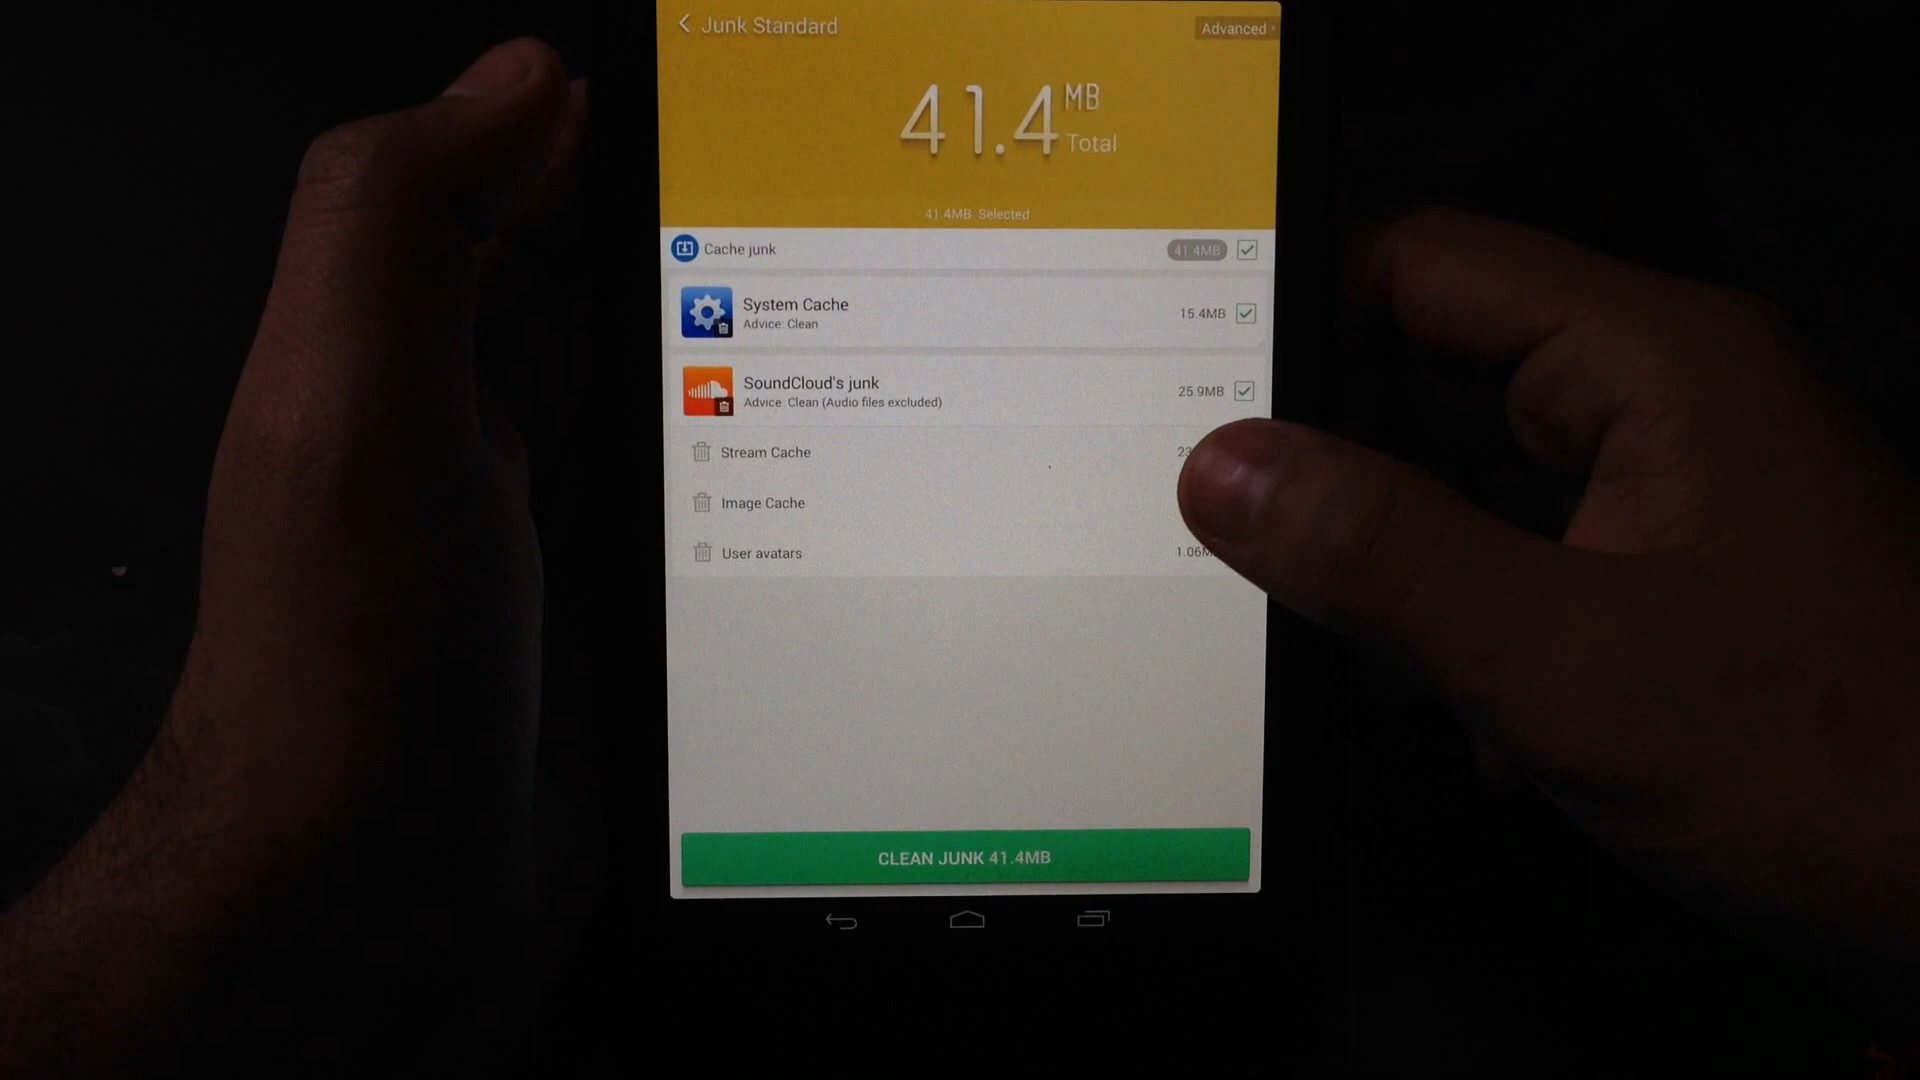 Junk Standard
Advanced
41.4 MB
Total
41.4MB Selected
Cache junk 41.4MB
System Cache
Advice: Clean
15.4MB
SoundCloud's junk
Advice: Clean (Audio files excluded)
25.9MB
Stream Cache
Image Cache
User avatars
CLEAN JUNK 41.4MB